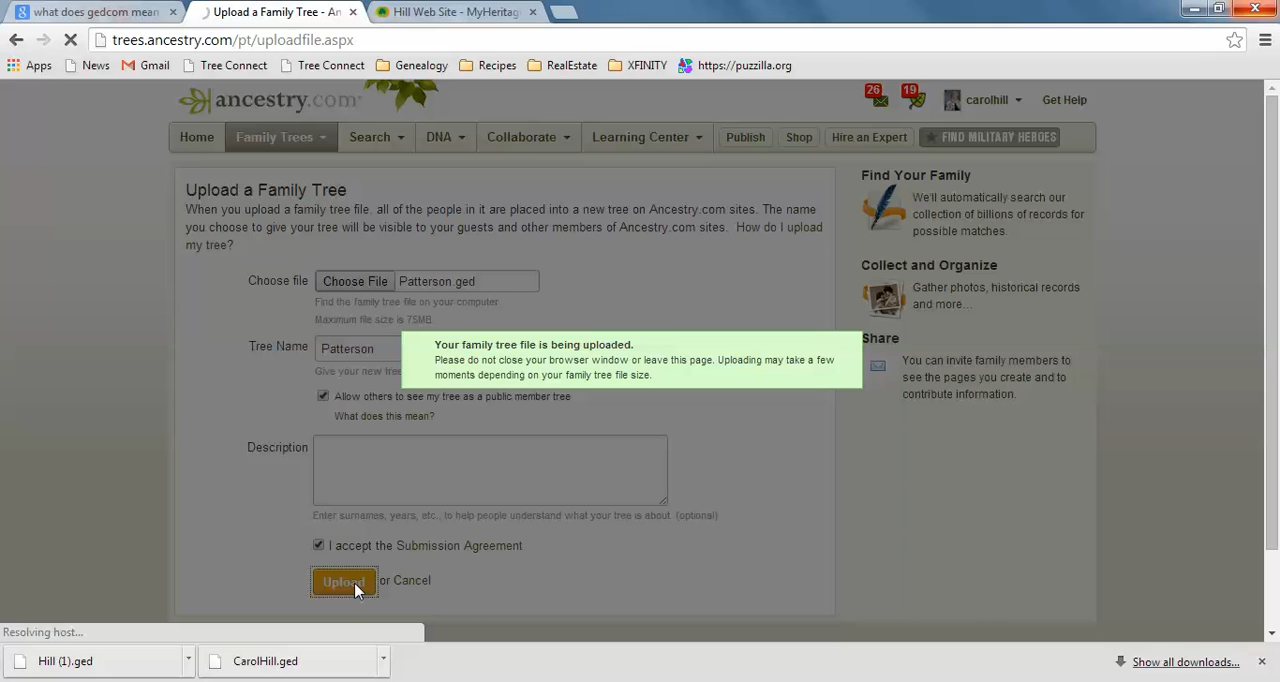 what does gedcom mean
Upload a Family Tree - An
Hill Web Site - MyHeritag
trees.ancestry.com/pt/uploadfile.aspx
Apps News Gmail Tree Connect Tree Connect Genealogy Recipes RealEstate XFINITY https://puzzilla.org
ancestry.com
26 19 carolhill Get Help
Home Family Trees Search DNA Collaborate Learning Center Publish Shop Hire an Expert FIND MILITARY HEROES
Upload a Family Tree
When you upload a family tree file. all of the people in it are placed into a new tree on Ancestry.com sites. The name
you choose to give your tree will be visible to your guests and other members of Ancestry.com sites. How do I upload
my tree?
Choose file Choose File Patterson.ged
Find the family tree file on your computer
Maximum file size is 75MB.
Tree Name Patterson
Give your new tree
Your family tree file is being uploaded.
Please do not close your browser window or leave this page. Uploading may take a few
moments depending on your family tree file size.
Allow others to see my tree as a public member tree
What does this mean?
Description
Enter surnames, years, etc., to help people understand what your tree is about. (optional)
I accept the Submission Agreement
Upload or Cancel
Find Your Family
We'll automatically search our
collection of billions of records for
possible matches.
Collect and Organize
Gather photos, historical records
and more...
Share
You can invite family members to
see the pages you create and to
contribute information.
Resolving host...
Hill (1).ged CarolHill.ged Show all downloads...